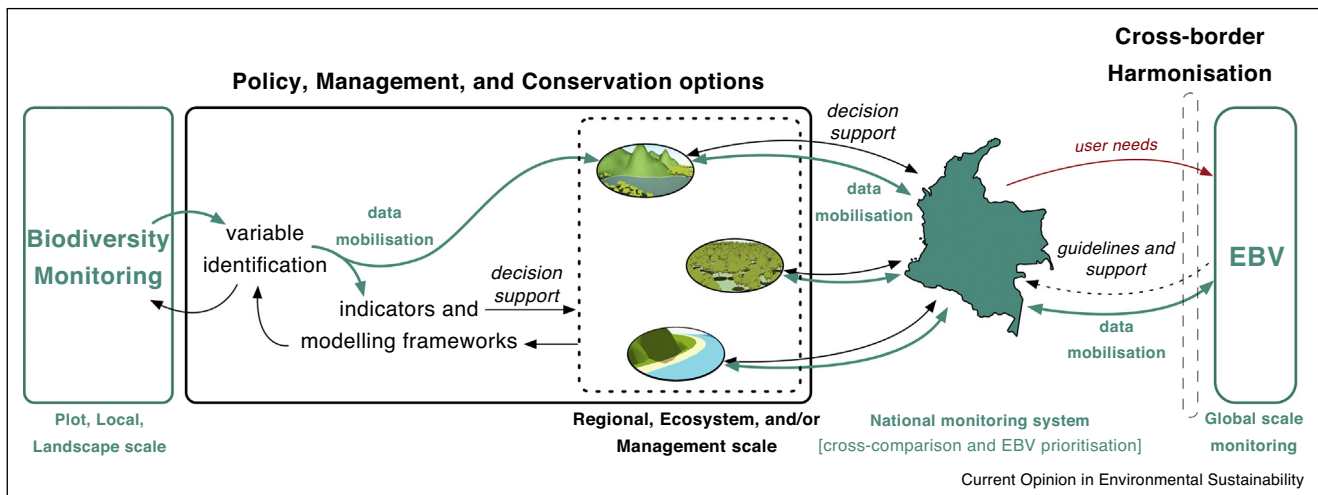 Cross-border
Harmonisation
Policy, Management, and Conservation options
Biodiversity
Monitoring
variable
identification
data
mobilisation
indicators and
modelling frameworks
decision
support
decision
support
data
mobilisation
user needs
guidelines and
support
data
mobilisation
EBV
Plot, Local,
Landscape scale
Regional, Ecosystem, and/or
Management scale
National monitoring system
[cross-comparison and EBV prioritisation]
Global scale
monitoring
Current Opinion in Environmental Sustainability